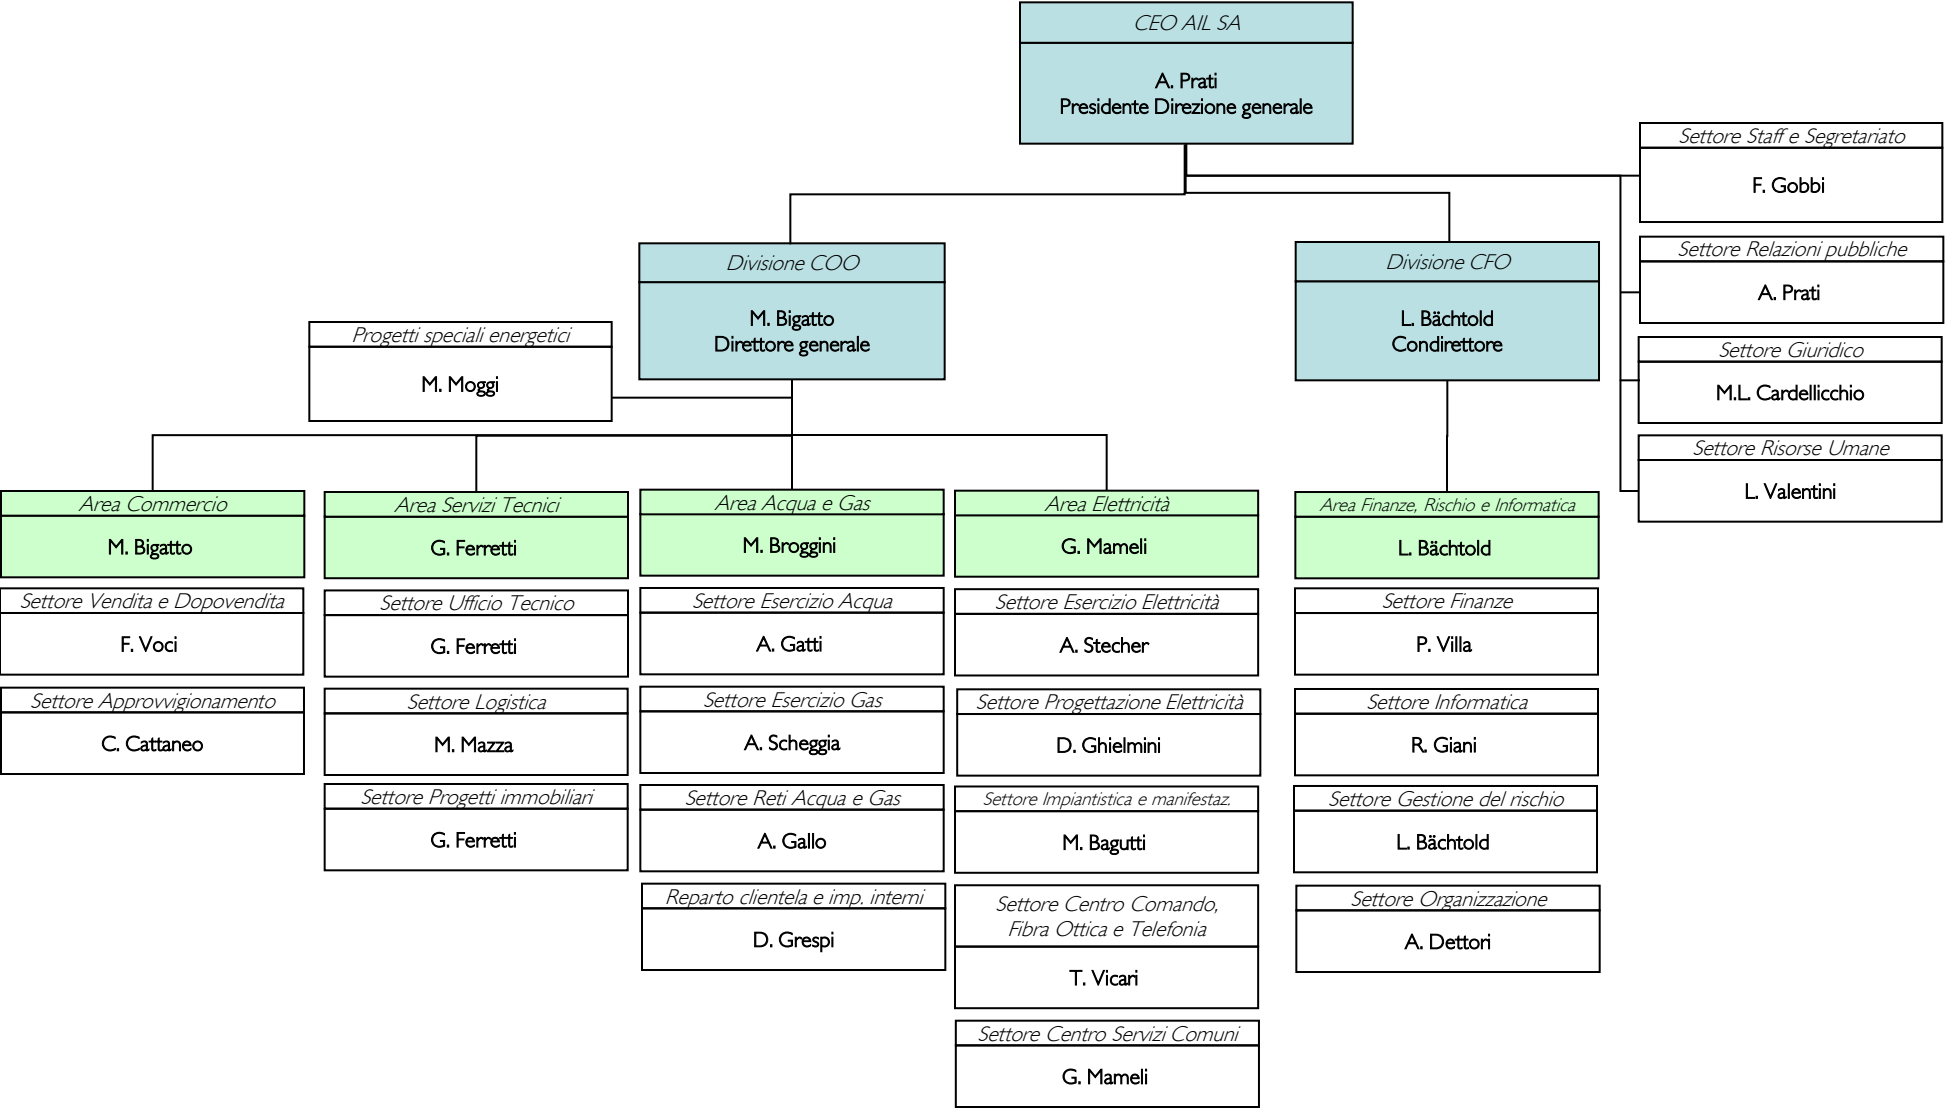 CEO AIL SA
A. Prati
Presidente Direzione generale
Settore Staff e Segretariato
F. Gobbi
Settore Relazioni pubbliche
A. Prati
Settore Giuridico
M.L. Cardellicchio
Settore Risorse Umane
L. Valentini
Divisione COO
M. Bigatto
Direttore generale
Divisione CFO
L. Bächtold
Condirettore
Progetti speciali energetici
M. Moggi
Area Commercio
M. Bigatto
Settore Vendita e Dopovendita
F. Voci
Settore Approvvigionamento
C. Cattaneo
Area Servizi Tecnici
G. Ferretti
Settore Ufficio Tecnico
G. Ferretti
Settore Logistica
M. Mazza
Settore Progetti immobiliari
G. Ferretti
Area Acqua e Gas
M. Broggini
Settore Esercizio Acqua
A. Gatti
Settore Esercizio Gas
A. Scheggia
Settore Reti Acqua e Gas
A. Gallo
Reparto clientela e imp. interni
D. Grespi
Area Elettricità
G. Mameli
Settore Esercizio Elettricità
A. Stecher
Settore Progettazione Elettricità
D. Ghielmini
Settore Impiantistica e manifestaz.
M. Bagutti
Settore Centro Comando,
Fibra Ottica e Telefonia
T. Vicari
Settore Centro Servizi Comuni
G. Mameli
Area Finanze, Rischio e Informatica
L. Bächtold
Settore Finanze
P. Villa
Settore Informatica
R. Giani
Settore Gestione del rischio
L. Bächtold
Settore Organizzazione
A. Dettori